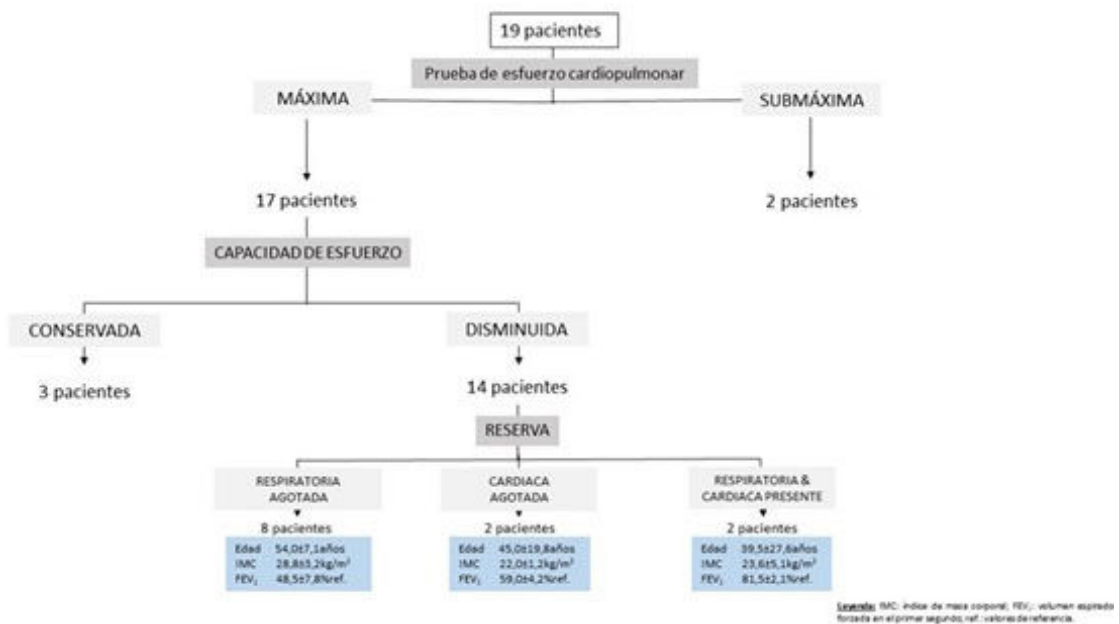 19 pacientes
Prueba de esfuerzo cardiopulmonar
MÁXIMA
SUBMÁXIMA
17 pacientes
2 pacientes
CAPACIDAD DE ESFUERZO
CONSERVADA
DISMINUIDA
3 pacientes
14 pacientes
RESERVA
RESPIRATORIA
AGOTADA
CARDIACA
AGOTADA
RESPIRATORIA &
CARDIACA PRESENTE
8 pacientes
2 pacientes
2 pacientes
Edad 54,0±7,1años
IMC 28,8±3,2kg/m²
FEV₁ 48,5±7,8%ref.
Edad 45,0±19,8años
IMC 22,0±1,2kg/m²
FEV₁ 59,0±4,2%ref.
Edad 39,5±27,6años
IMC 23,6±5,1kg/m²
FEV₁ 81,5±2,1%ref.
Leyenda: IMC: índice de masa corporal; FEV₁: volumen espirado
forzada en el primer segundo; ref.: valores de referencia.